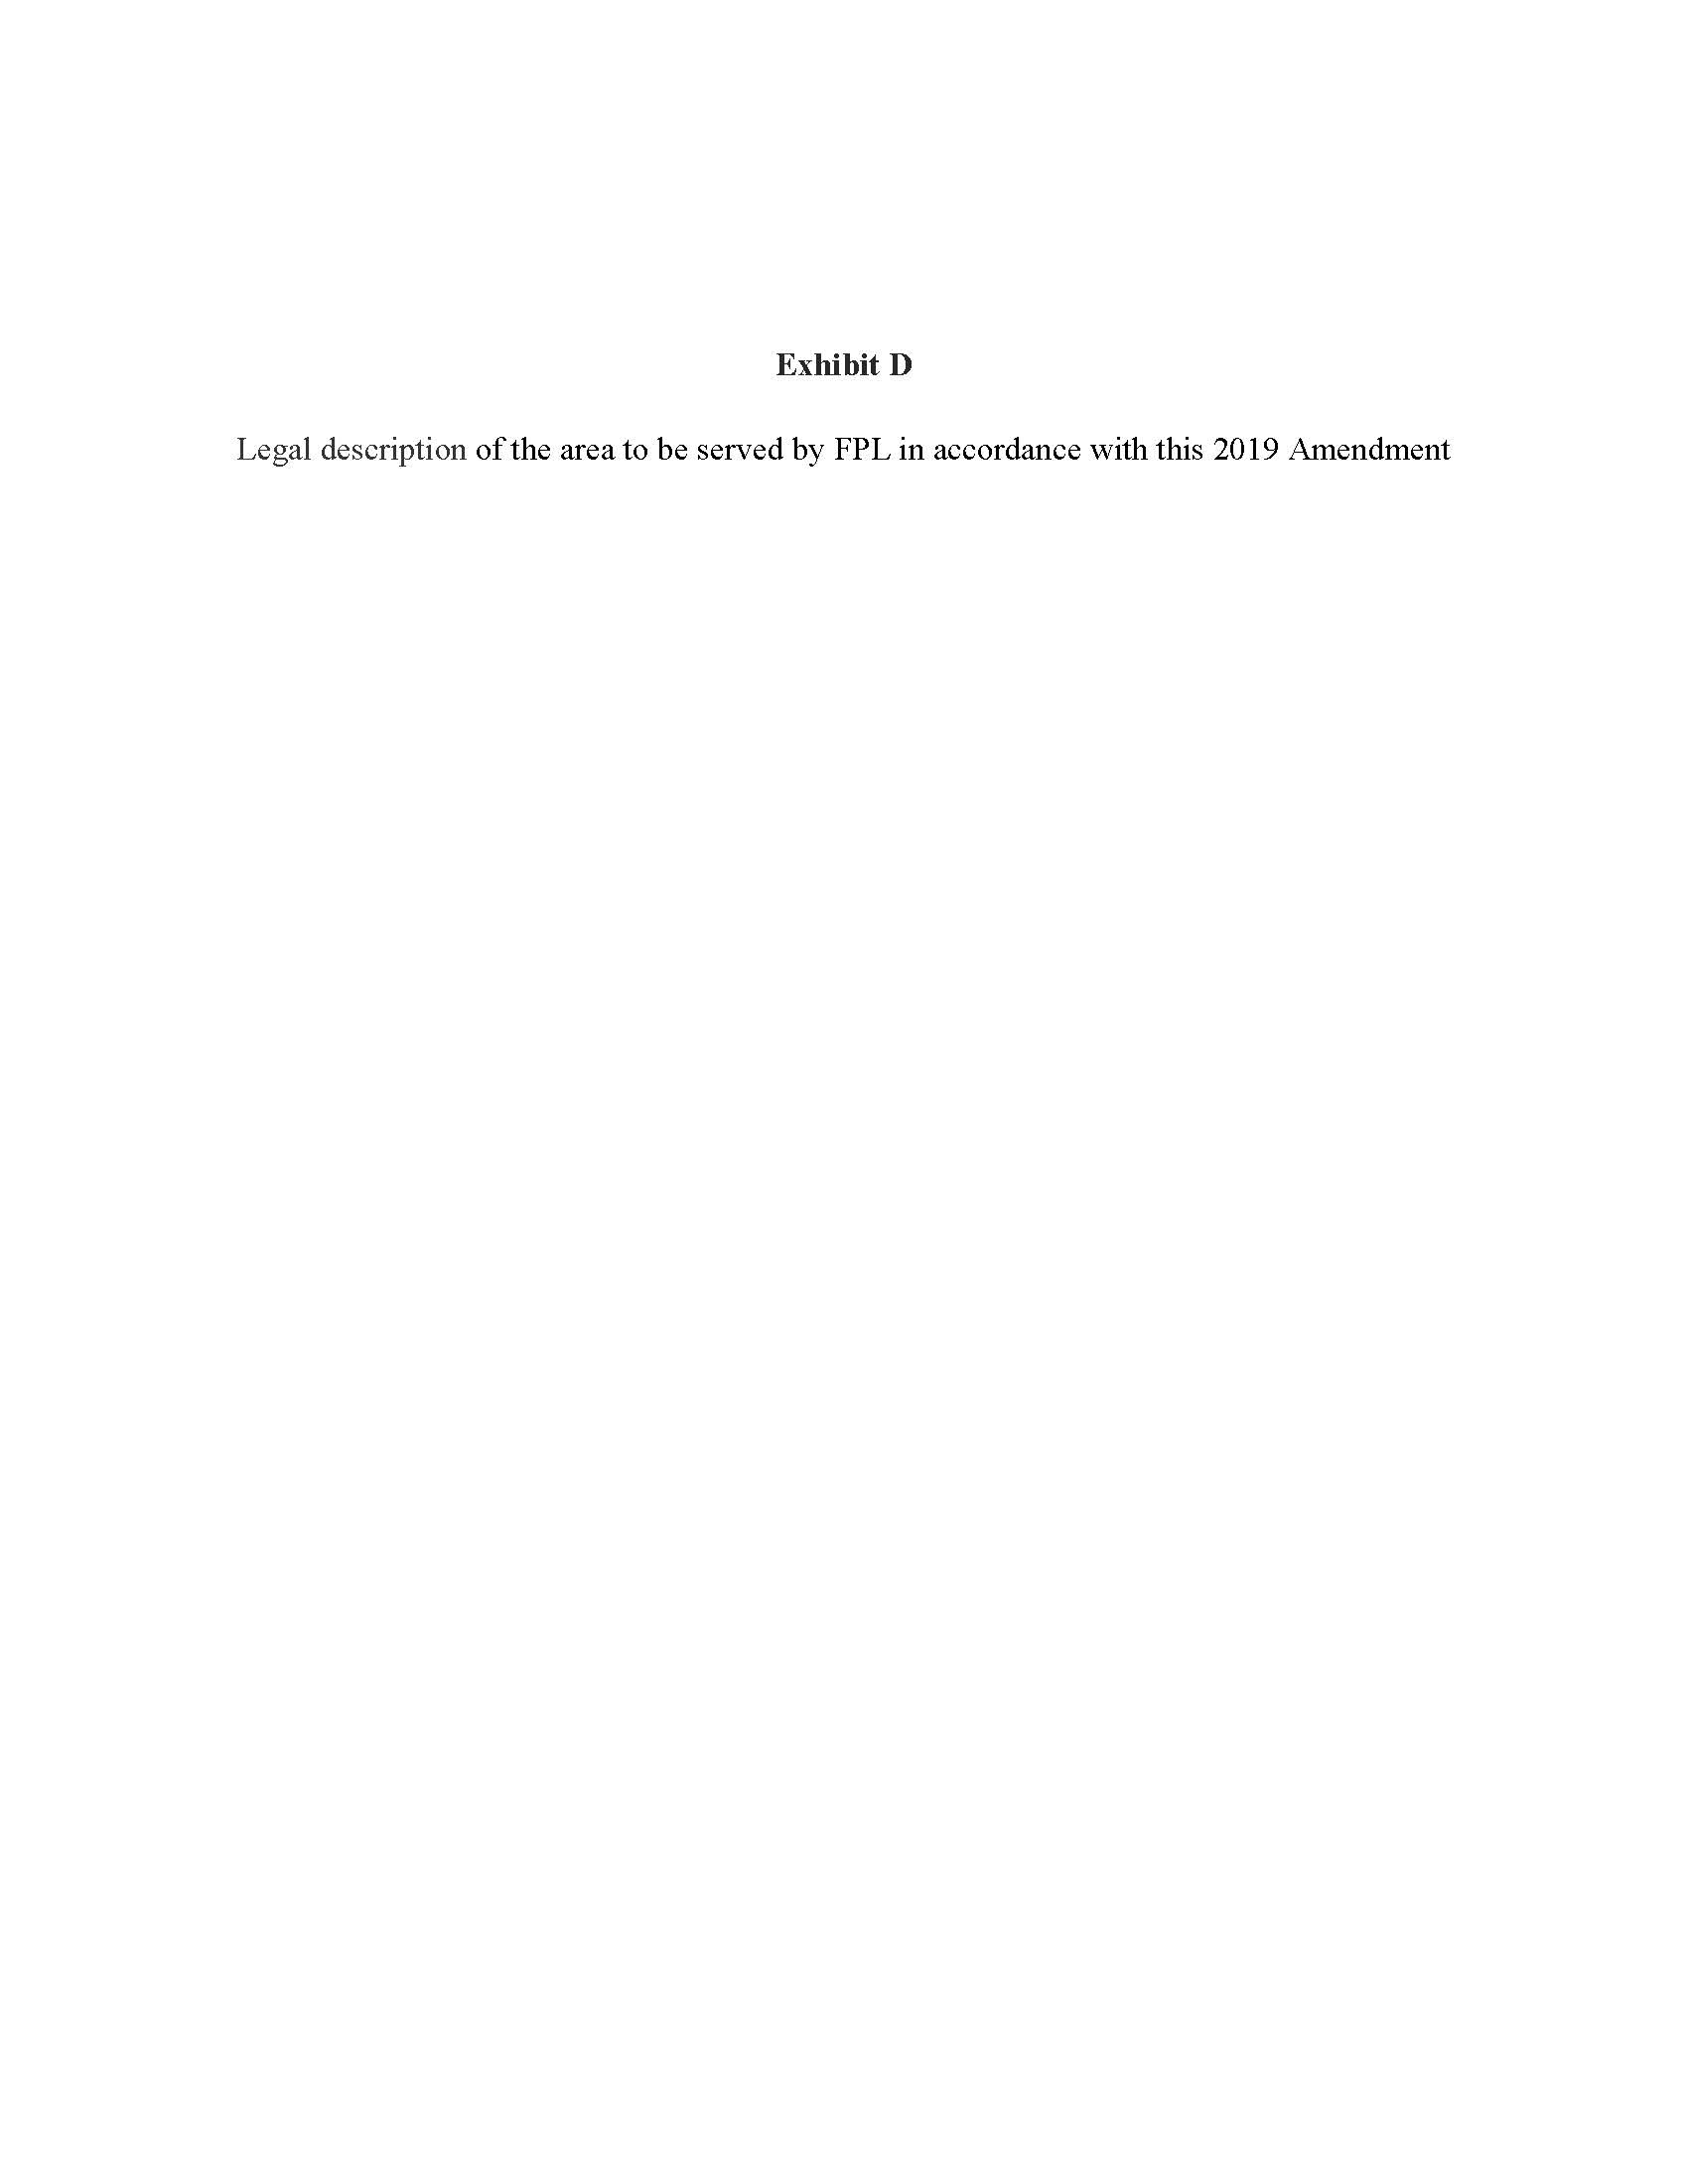 Exhibit D
Legal description of the area to be served by FPL in accordance with this 2019 Amendment